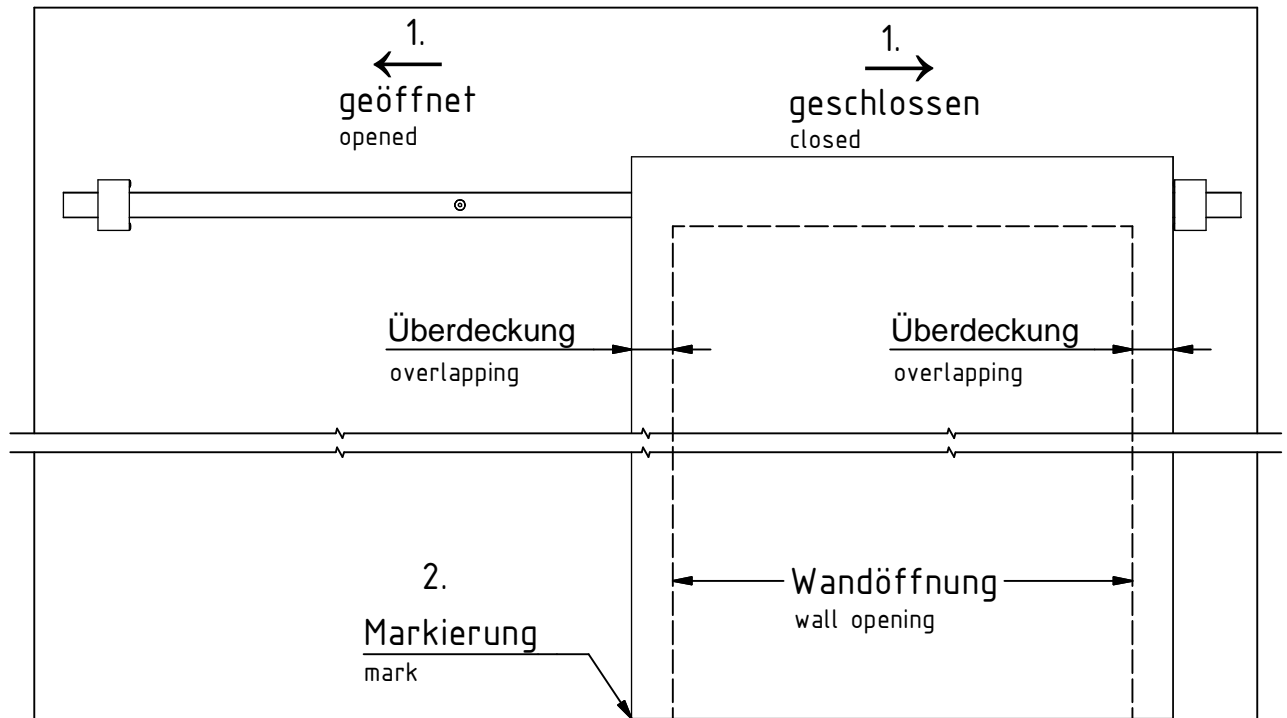 1.
geöffnet
opened
1.
geschlossen
closed
Überdeckung
overlapping
Überdeckung
overlapping
2.
Markierung
mark
Wandöffnung
wall opening